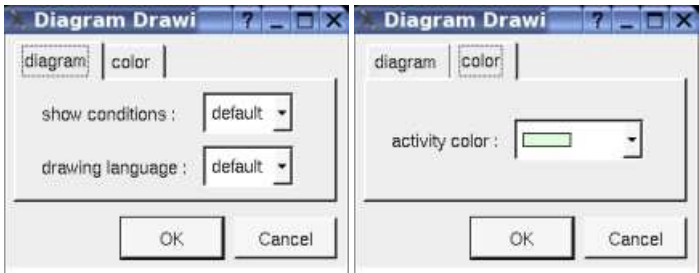 Diagram Drawi
diagram color
show conditions : default
drawing language : default
OK Cancel
Diagram Drawi
diagram color
activity color :
OK Cancel